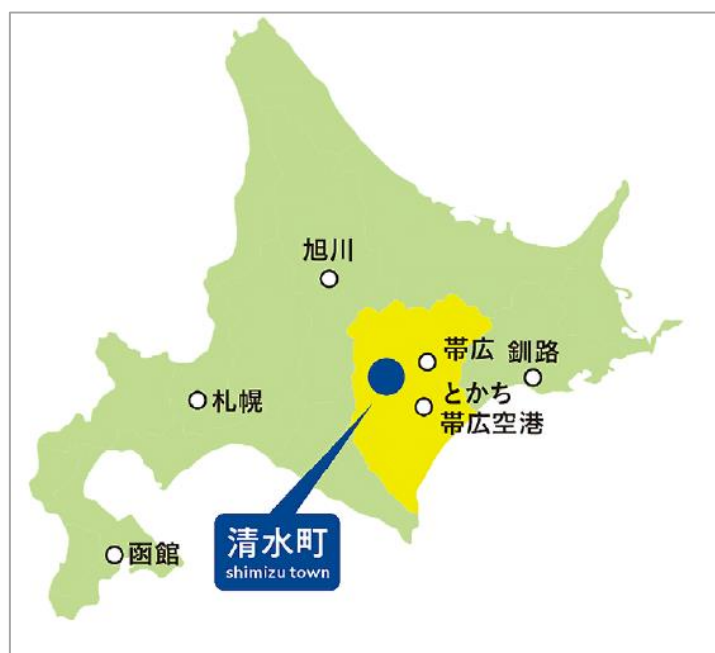 旭川
帯広
釧路
とかち
帯広空港
札幌
清水町
shimizu town
函館